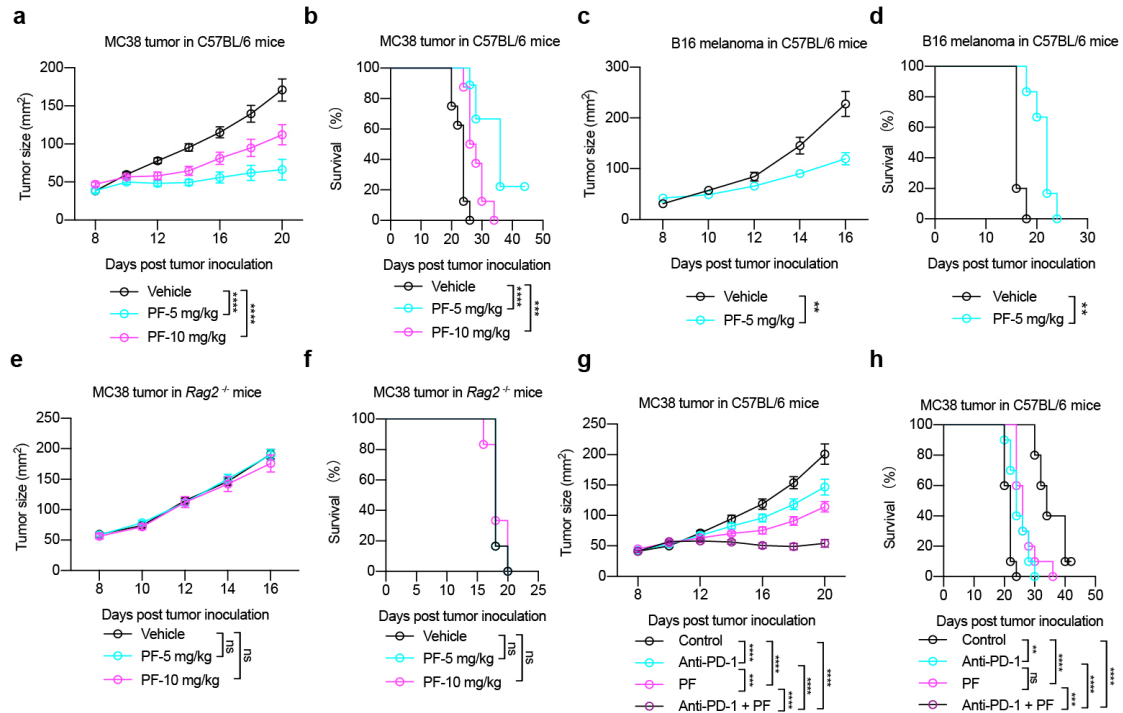 a
MC38 tumor in C57BL/6 mice
Tumor size (mm²)
200
150
100
50
0
8 12 16 20
Days post tumor inoculation
Vehicle
PF-5 mg/kg
PF-10 mg/kg
****
****
b
MC38 tumor in C57BL/6 mice
Survival (%)
100
80
60
40
20
0
0 10 20 30 40 50
Days post tumor inoculation
Vehicle
PF-5 mg/kg
PF-10 mg/kg
****
***
c
B16 melanoma in C57BL/6 mice
Tumor size (mm²)
300
200
100
0
8 10 12 14 16
Days post tumor inoculation
Vehicle
PF-5 mg/kg
**
d
B16 melanoma in C57BL/6 mice
Survival (%)
100
80
60
40
20
0
0 10 20 30
Days post tumor inoculation
Vehicle
PF-5 mg/kg
**
e
MC38 tumor in Rag2 -/- mice
Tumor size (mm²)
250
200
150
100
50
0
8 10 12 14 16
Days post tumor inoculation
Vehicle
PF-5 mg/kg
PF-10 mg/kg
ns
ns
f
MC38 tumor in Rag2 -/- mice
Survival (%)
100
80
60
40
20
0
0 5 10 15 20 25
Days post tumor inoculation
Vehicle
PF-5 mg/kg
PF-10 mg/kg
ns
ns
g
MC38 tumor in C57BL/6 mice
Tumor size (mm²)
250
200
150
100
50
0
8 12 16 20
Days post tumor inoculation
Control
Anti-PD-1
PF
Anti-PD-1 + PF
****
***
****
****
****
****
h
MC38 tumor in C57BL/6 mice
Survival (%)
100
80
60
40
20
0
0 10 20 30 40 50
Days post tumor inoculation
Control
Anti-PD-1
PF
Anti-PD-1 + PF
**
ns
***
****
****
****